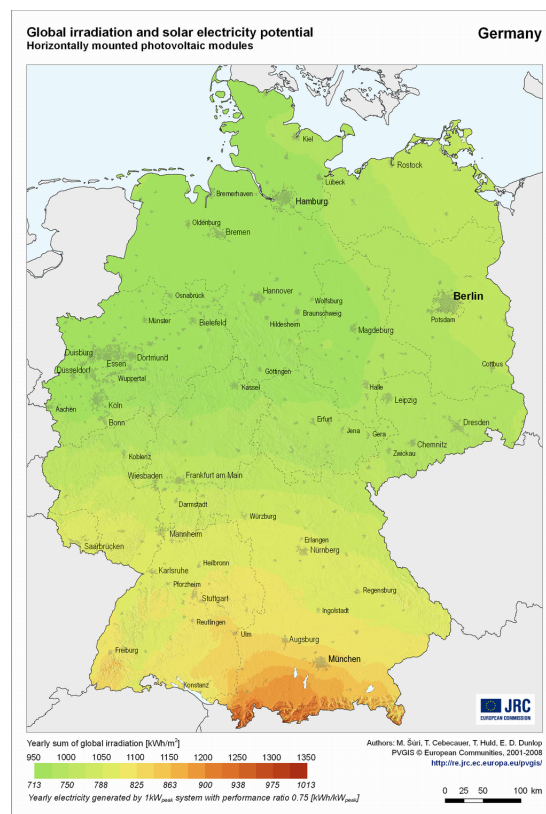 Global irradiation and solar electricity potential
Horizontally mounted photovoltaic modules
Germany
Kiel
Rostock
Lübeck
Bremerhaven
Hamburg
Oldenburg
Bremen
Osnabrück
Hannover
Wolfsburg
Berlin
Braunschweig
Potsdam
Münster
Bielefeld
Hildesheim
Magdeburg
Duisburg
Essen
Dortmund
Düsseldorf
Wuppertal
Göttingen
Cottbus
Kassel
Halle
Leipzig
Köln
Aachen
Bonn
Erfurt
Jena
Gera
Dresden
Chemnitz
Zwickau
Koblenz
Wiesbaden
Frankfurt am Main
Darmstadt
Würzburg
Mannheim
Erlangen
Nürnberg
Saarbrücken
Heilbronn
Karlsruhe
Pforzheim
Regensburg
Stuttgart
Ingolstadt
Reutlingen
Ulm
Augsburg
Freiburg
München
Konstanz
JRC
EUROPEAN COMMISSION
Yearly sum of global irradiation [kWh/m²]
950 1000 1050 1100 1150 1200 1250 1300 1350
713 750 788 825 863 900 938 975 1013
Yearly electricity generated by 1kWpeak system with performance ratio 0.75 [kWh/kWpeak]
Authors: M. Šúri, T. Cebecauer, T. Huld, E. D. Dunlop
PVGIS © European Communities, 2001-2008
http://re.jrc.ec.europa.eu/pvgis/
0 25 50 100 km